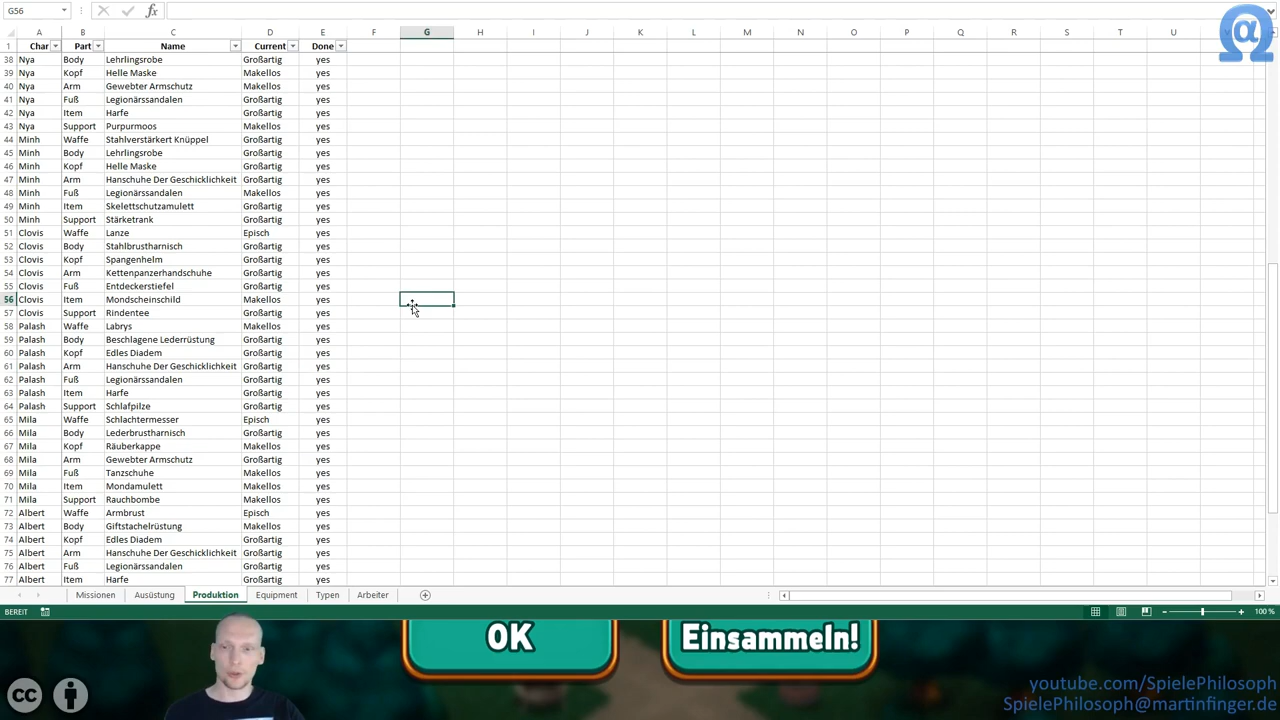 G56 fx
A B C D E F G H I J K L M N O P Q R S T U
1 Char Part Name Current Done
38 Nya Body Lehrlingsrobe Großartig yes
39 Nya Kopf Helle Maske Makellos yes
40 Nya Arm Gewebter Armschutz Makellos yes
41 Nya Fuß Legionärssandalen Großartig yes
42 Nya Item Harfe Großartig yes
43 Nya Support Purpurmoos Makellos yes
44 Minh Waffe Stahlverstärkert Knüppel Großartig yes
45 Minh Body Lehrlingsrobe Großartig yes
46 Minh Kopf Helle Maske Großartig yes
47 Minh Arm Hanschuhe Der Geschicklichkeit Großartig yes
48 Minh Fuß Legionärssandalen Makellos yes
49 Minh Item Skelettschutzamulett Großartig yes
50 Minh Support Stärketrank Großartig yes
51 Clovis Waffe Lanze Episch yes
52 Clovis Body Stahlbrustharnisch Großartig yes
53 Clovis Kopf Spangenhelm Großartig yes
54 Clovis Arm Kettenpanzerhandschuhe Großartig yes
55 Clovis Fuß Entdeckerstiefel Großartig yes
56 Clovis Item Mondscheinschild Makellos yes
57 Clovis Support Rindentee Großartig yes
58 Palash Waffe Labrys Makellos yes
59 Palash Body Beschlagene Lederrüstung Großartig yes
60 Palash Kopf Edles Diadem Großartig yes
61 Palash Arm Hanschuhe Der Geschicklichkeit Großartig yes
62 Palash Fuß Legionärssandalen Großartig yes
63 Palash Item Harfe Großartig yes
64 Palash Support Schlafpilze Großartig yes
65 Mila Waffe Schlachtermesser Episch yes
66 Mila Body Lederbrustharnisch Großartig yes
67 Mila Kopf Räuberkappe Makellos yes
68 Mila Arm Gewebter Armschutz Großartig yes
69 Mila Fuß Tanzschuhe Makellos yes
70 Mila Item Mondamulett Makellos yes
71 Mila Support Rauchbombe Makellos yes
72 Albert Waffe Armbrust Episch yes
73 Albert Body Giftstachelrüstung Makellos yes
74 Albert Kopf Edles Diadem Großartig yes
75 Albert Arm Hanschuhe Der Geschicklichkeit Großartig yes
76 Albert Fuß Legionärssandalen Großartig yes
77 Albert Item Harfe Großartig yes
Missionen Ausüstung Produktion Equipment Typen Arbeiter
BEREIT 100 %
OK Einsammeln!
cc
youtube.com/SpielePhilosoph
SpielePhilosoph@martinfinger.de